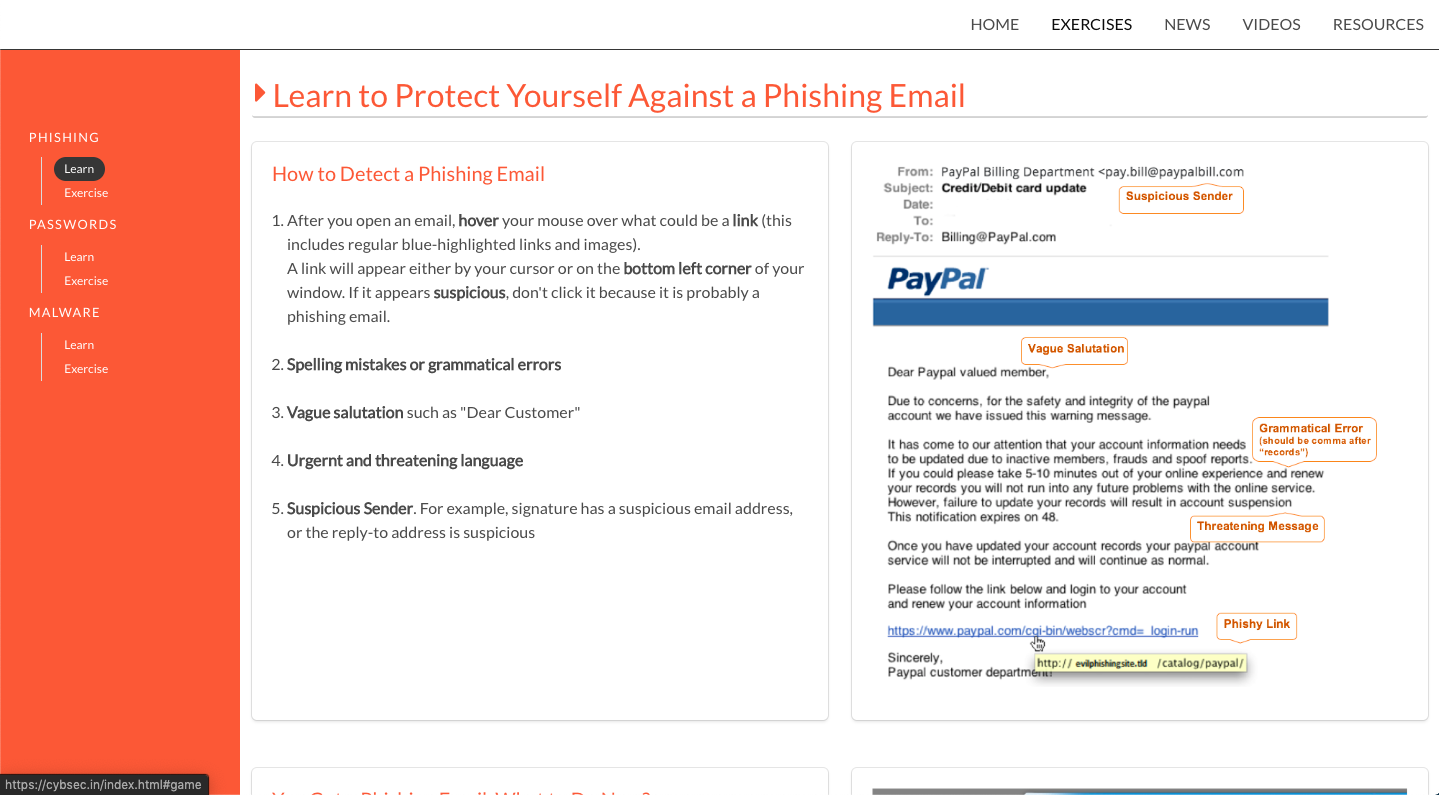 HOME EXERCISES NEWS VIDEOS RESOURCES
Learn to Protect Yourself Against a Phishing Email
PHISHING
Learn
Exercise
PASSWORDS
Learn
Exercise
MALWARE
Learn
Exercise
How to Detect a Phishing Email
1. After you open an email, hover your mouse over what could be a link (this
includes regular blue-highlighted links and images).
A link will appear either by your cursor or on the bottom left corner of your
window. If it appears suspicious, don't click it because it is probably a
phishing email.
2. Spelling mistakes or grammatical errors
3. Vague salutation such as "Dear Customer"
4. Urgernt and threatening language
5. Suspicious Sender. For example, signature has a suspicious email address,
or the reply-to address is suspicious
From: PayPal Billing Department <pay.bill@paypalbill.com
Subject: Credit/Debit card update
Suspicious Sender
Date:
To:
Reply-To: Billing@PayPal.com
PayPal
Vague Salutation
Dear Paypal valued member,
Due to concerns, for the safety and integrity of the paypal
account we have issued this warning message.
Grammatical Error
(should be comma after
"records")
It has come to our attention that your account information needs
to be updated due to inactive members, frauds and spoof reports.
If you could please take 5-10 minutes out of your online experience and renew
your records you will not run into any future problems with the online service.
However, failure to update your records will result in account suspension
This notification expires on 48.
Threatening Message
Once you have updated your account records your paypal account
service will not be interrupted and will continue as normal.
Please follow the link below and login to your account
and renew your account information
https://www.paypal.com/cgi-bin/webscr?cmd=_login-run
Phishy Link
http:// evilphishingsite.tld /catalog/paypal/
Sincerely,
Paypal customer department!
https://cybsec.in/index.html#game